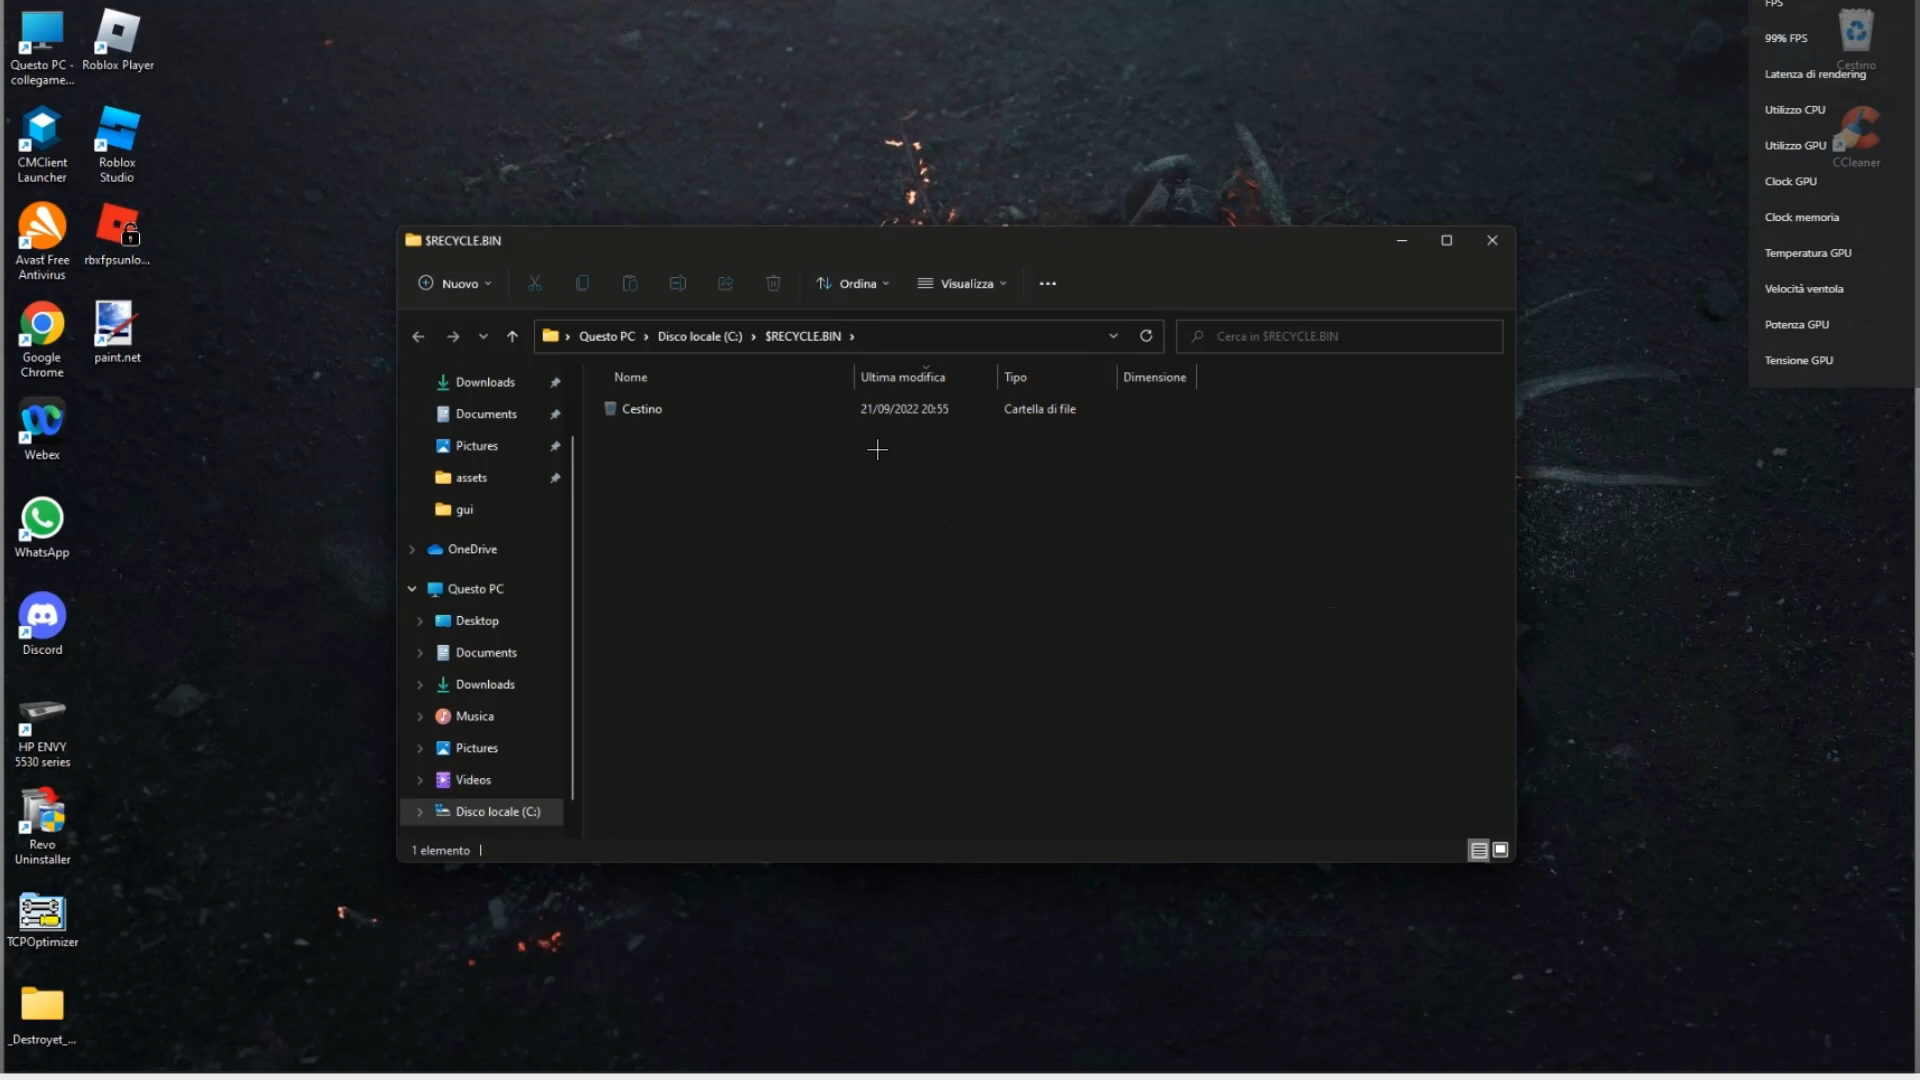 Questo PC -
collegame...
Roblox Player
CMClient
Launcher
Roblox
Studio
Avast Free
Antivirus
rbxfpsunlo...
Google
Chrome
paint.net
Webex
WhatsApp
Discord
HP ENVY
5530 series
Revo
Uninstaller
TCPOptimizer
_Destroyet_...
$RECYCLE.BIN
Nuovo
Ordina
Visualizza
Questo PC > Disco locale (C:) > $RECYCLE.BIN >
Cerca in $RECYCLE.BIN
Downloads
Documents
Pictures
assets
gui
OneDrive
Questo PC
Desktop
Documents
Downloads
Musica
Pictures
Videos
Disco locale (C:)
Nome Ultima modifica Tipo Dimensione
Cestino 21/09/2022 20:55 Cartella di file
1 elemento
FPS
99% FPS
Latenza di rendering
Utilizzo CPU
Utilizzo GPU
Clock GPU
Clock memoria
Temperatura GPU
Velocità ventola
Potenza GPU
Tensione GPU
Cestino
CCleaner